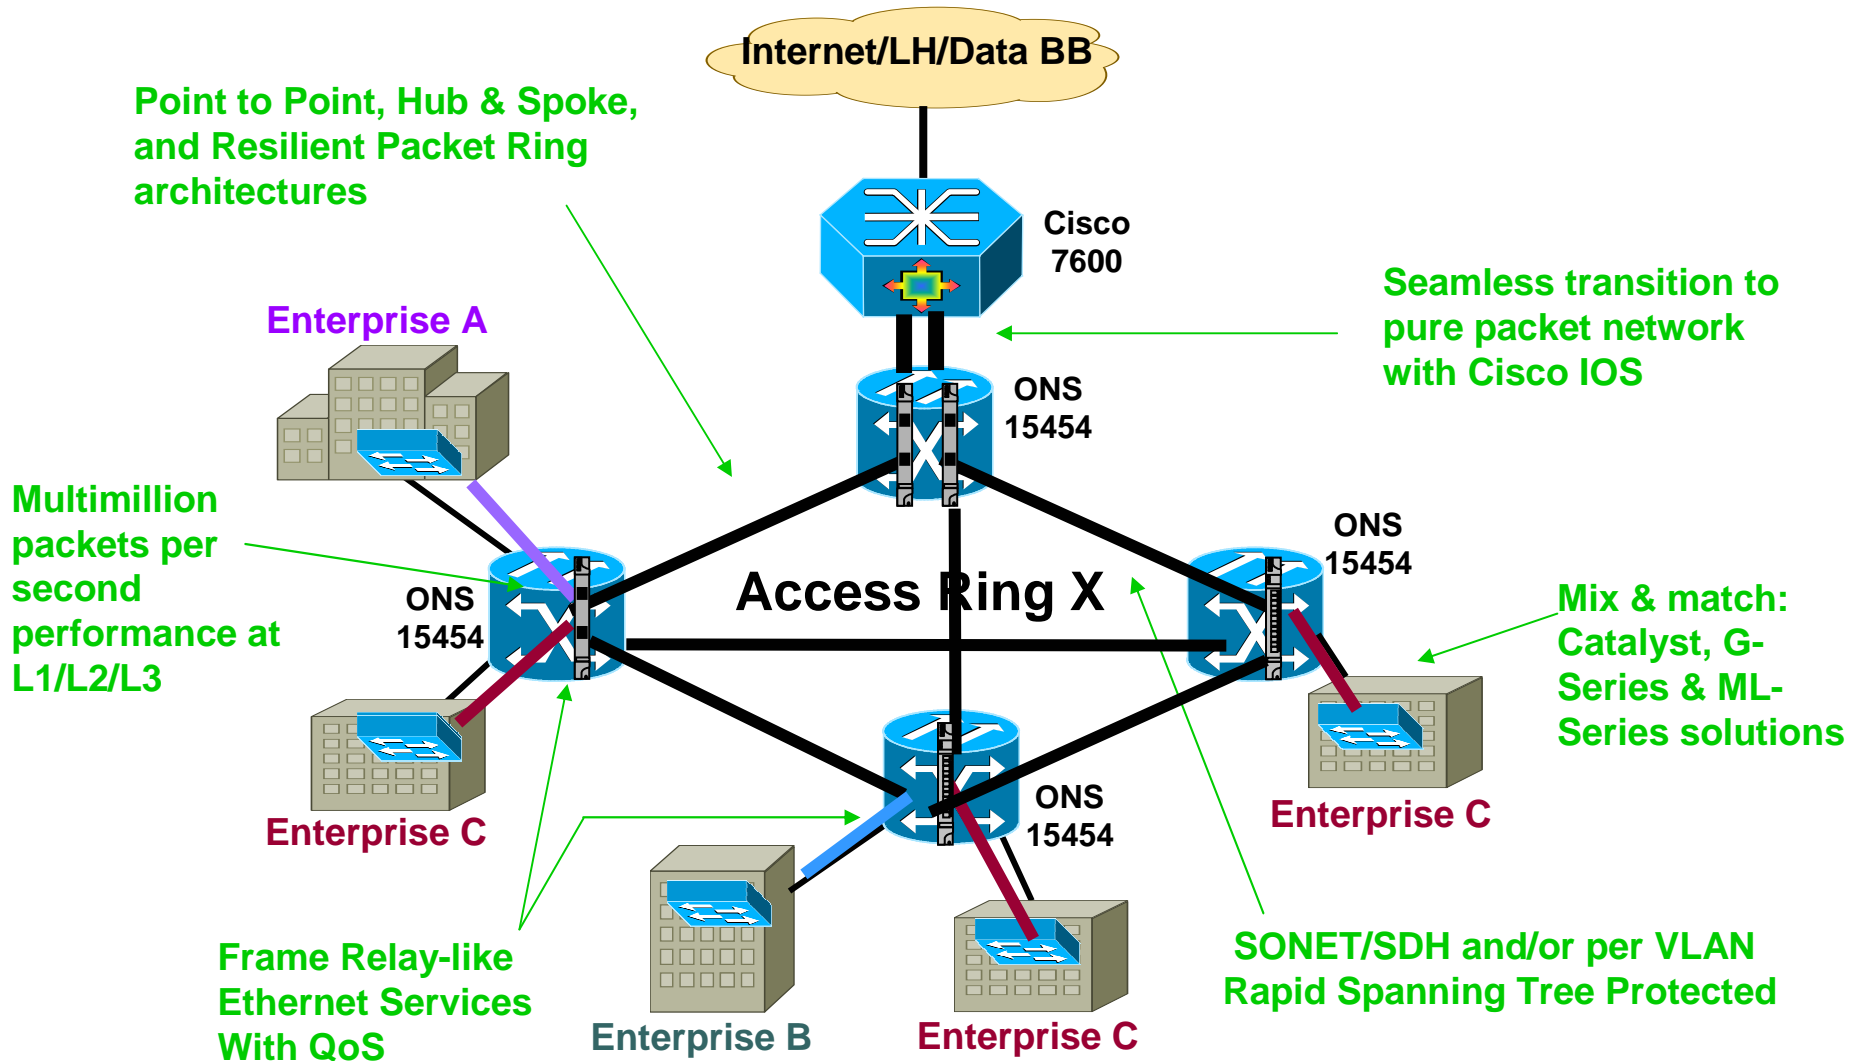 Internet/LH/Data BB
Point to Point, Hub & Spoke,
and Resilient Packet Ring
architectures
Cisco
7600
Seamless transition to
pure packet network
with Cisco IOS
Enterprise A
ONS
15454
Multimillion
packets per
second
performance at
L1/L2/L3
ONS
15454
Access Ring X
ONS
15454
Mix & match:
Catalyst, G-
Series & ML-
Series solutions
Enterprise C
Enterprise C
ONS
15454
Frame Relay-like
Ethernet Services
With QoS
Enterprise B
Enterprise C
SONET/SDH and/or per VLAN
Rapid Spanning Tree Protected